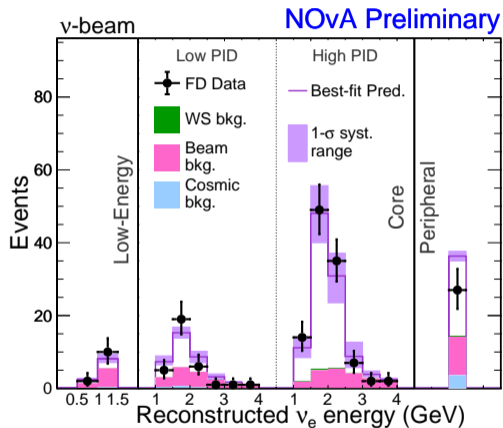 ν-beam
NOvA Preliminary
Low PID
High PID
FD Data
WS bkg.
Beam
bkg.
Cosmic
bkg.
Best-fit Pred.
1-σ syst.
range
Low-Energy
Core
Peripheral
Events
80
60
40
20
0
0.5 1 1.5
1 2 3 4
1 2 3 4
Reconstructed νe energy (GeV)